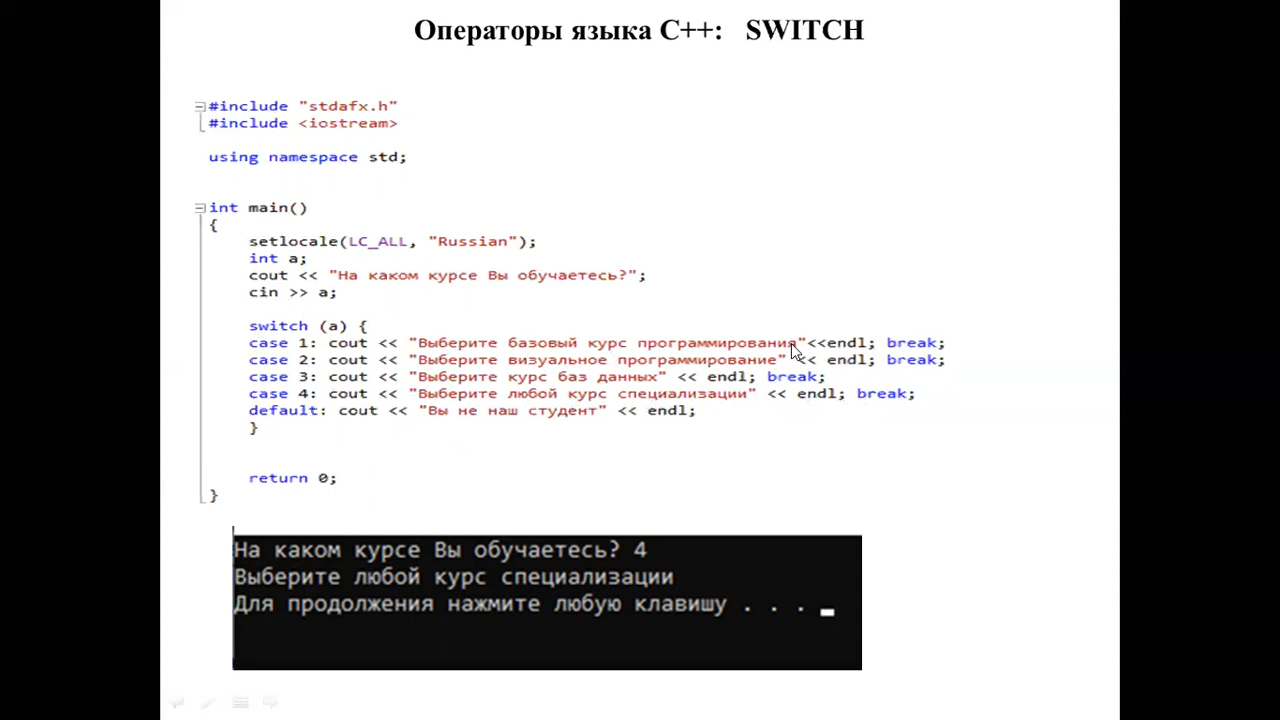 Операторы языка C++: SWITCH
#include "stdafx.h"
#include <iostream>
using namespace std;
int main()
{
setlocale(LC_ALL, "Russian");
int a;
cout << "На каком курсе Вы обучаетесь?";
cin >> a;
switch (a) {
case 1: cout << "Выберите базовый курс программирования"<<endl; break;
case 2: cout << "Выберите визуальное программирование" << endl; break;
case 3: cout << "Выберите курс баз данных" << endl; break;
case 4: cout << "Выберите любой курс специализации" << endl; break;
default: cout << "Вы не наш студент" << endl;
}
return 0;
}
На каком курсе Вы обучаетесь? 4
Выберите любой курс специализации
Для продолжения нажмите любую клавишу . . .